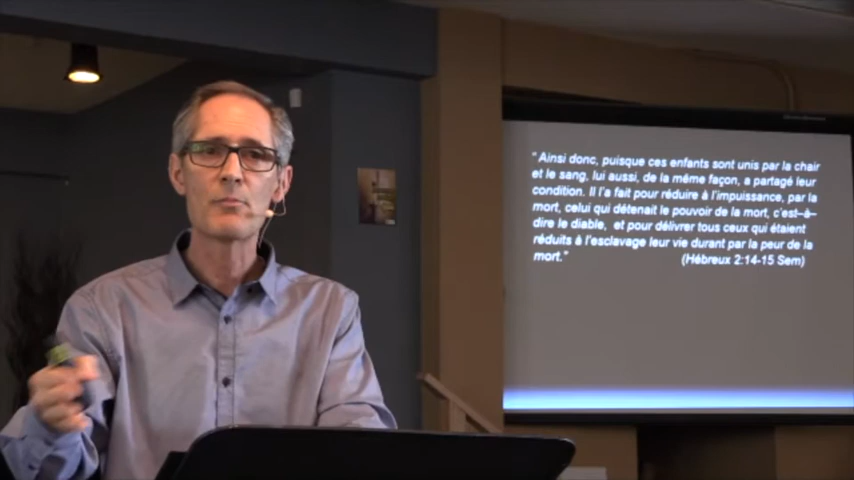 “ Ainsi donc, puisque ces enfants sont unis par la chair
et le sang, lui aussi, de la même façon, a partagé leur
condition. Il l’a fait pour réduire à l’impuissance, par la
mort, celui qui détenait le pouvoir de la mort, c’est–à–
dire le diable, et pour délivrer tous ceux qui étaient
réduits à l’esclavage leur vie durant par la peur de la
mort.” (Hébreux 2:14-15 Sem)